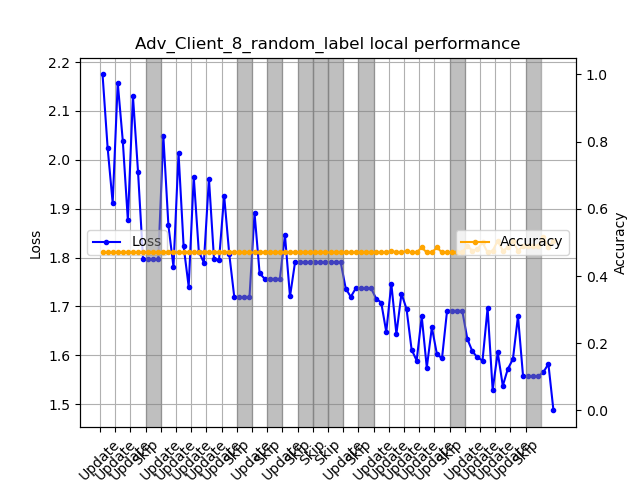 Adv_Client_8_random_label local performance
2.2
2.1
2.0
1.9
1.8
1.7
1.6
1.5
Loss
Loss
Accuracy
1.0
0.8
0.6
0.4
0.2
0.0
Accuracy
Update
Update
Update
Skip
Update
Update
Update
Update
Update
Skip
Update
Skip
Update
Skip
Skip
Skip
Update
Skip
Update
Update
Update
Update
Update
Skip
Update
Update
Update
Update
Skip